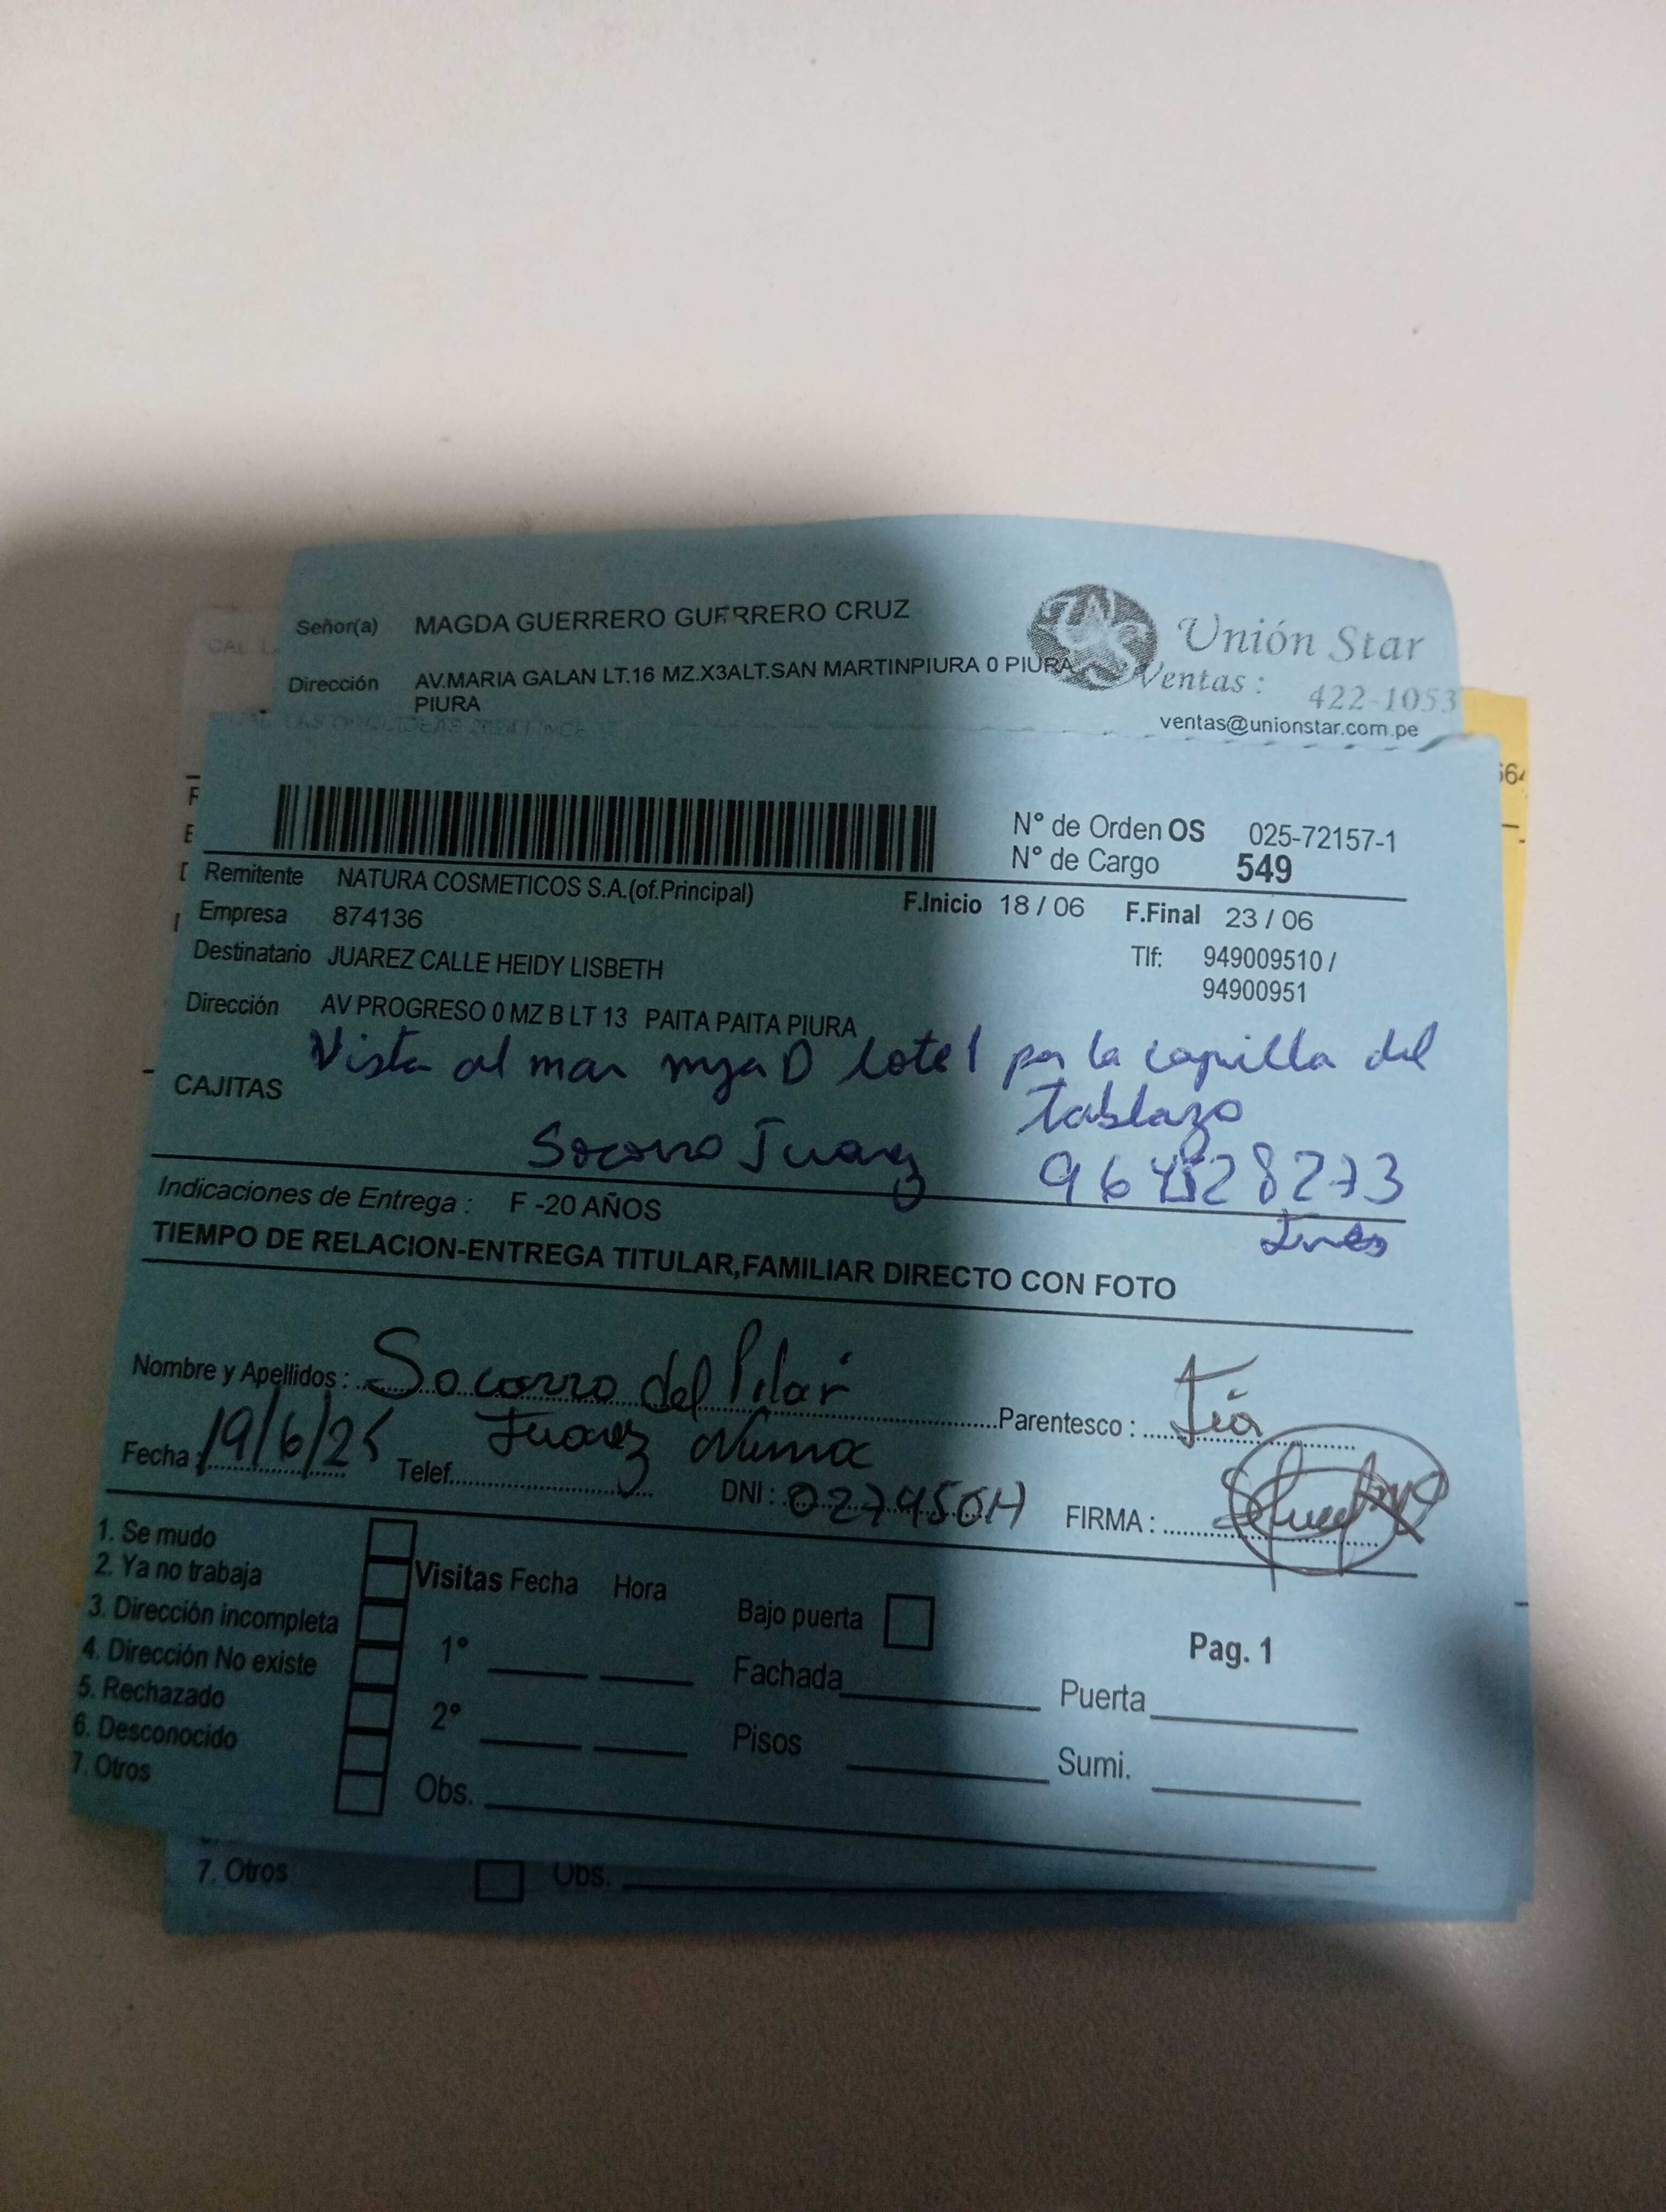 Señor(a) MAGDA GUERRERO GUERRERO CRUZ
Dirección AV.MARIA GALAN LT.16 MZ.X3ALT.SAN MARTINPIURA 0 PIURA
PIURA
Unión Star
Ventas : 422-1053
ventas@unionstar.com.pe
N° de Orden OS 025-72157-1
N° de Cargo 549
Remitente NATURA COSMETICOS S.A.(of.Principal)
F.Inicio 18 / 06 F.Final 23 / 06
Empresa 874136
Destinatario JUAREZ CALLE HEIDY LISBETH
Tlf: 949009510 /
94900951
Dirección AV PROGRESO 0 MZ B LT 13 PAITA PAITA PIURA
Vista al mar mza D lote 1 por la capilla del
tablazo
CAJITAS
Socorro Juarez
Indicaciones de Entrega : F -20 AÑOS
Ines
TIEMPO DE RELACION-ENTREGA TITULAR,FAMILIAR DIRECTO CON FOTO
Nombre y Apellidos : Socorro del Pilar
Juarez
Parentesco : Tía
Fecha : 19/6/25 Telef. DNI : FIRMA :
1. Se mudo
2. Ya no trabaja
3. Dirección incompleta
4. Dirección No existe
5. Rechazado
6. Desconocido
7. Otros
Visitas Fecha Hora
1°
2°
Obs.
Bajo puerta
Fachada
Pisos
Pag. 1
Puerta
Sumi.
7. Otros Obs.